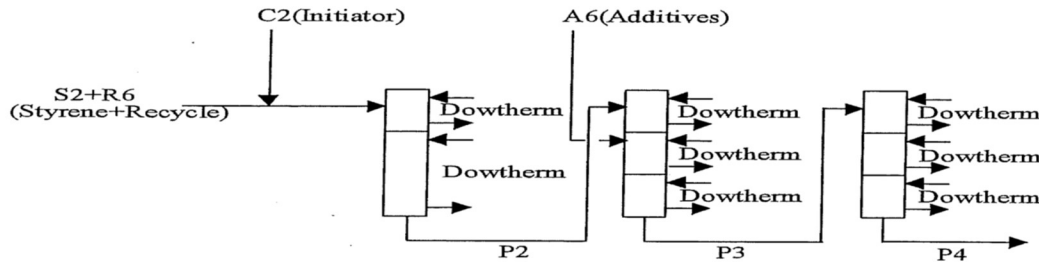 C2(Initiator)
A6(Additives)
S2+R6
(Styrene+Recycle)
Dowtherm
Dowtherm
Dowtherm
Dowtherm
Dowtherm
Dowtherm
Dowtherm
Dowtherm
P2
P3
P4